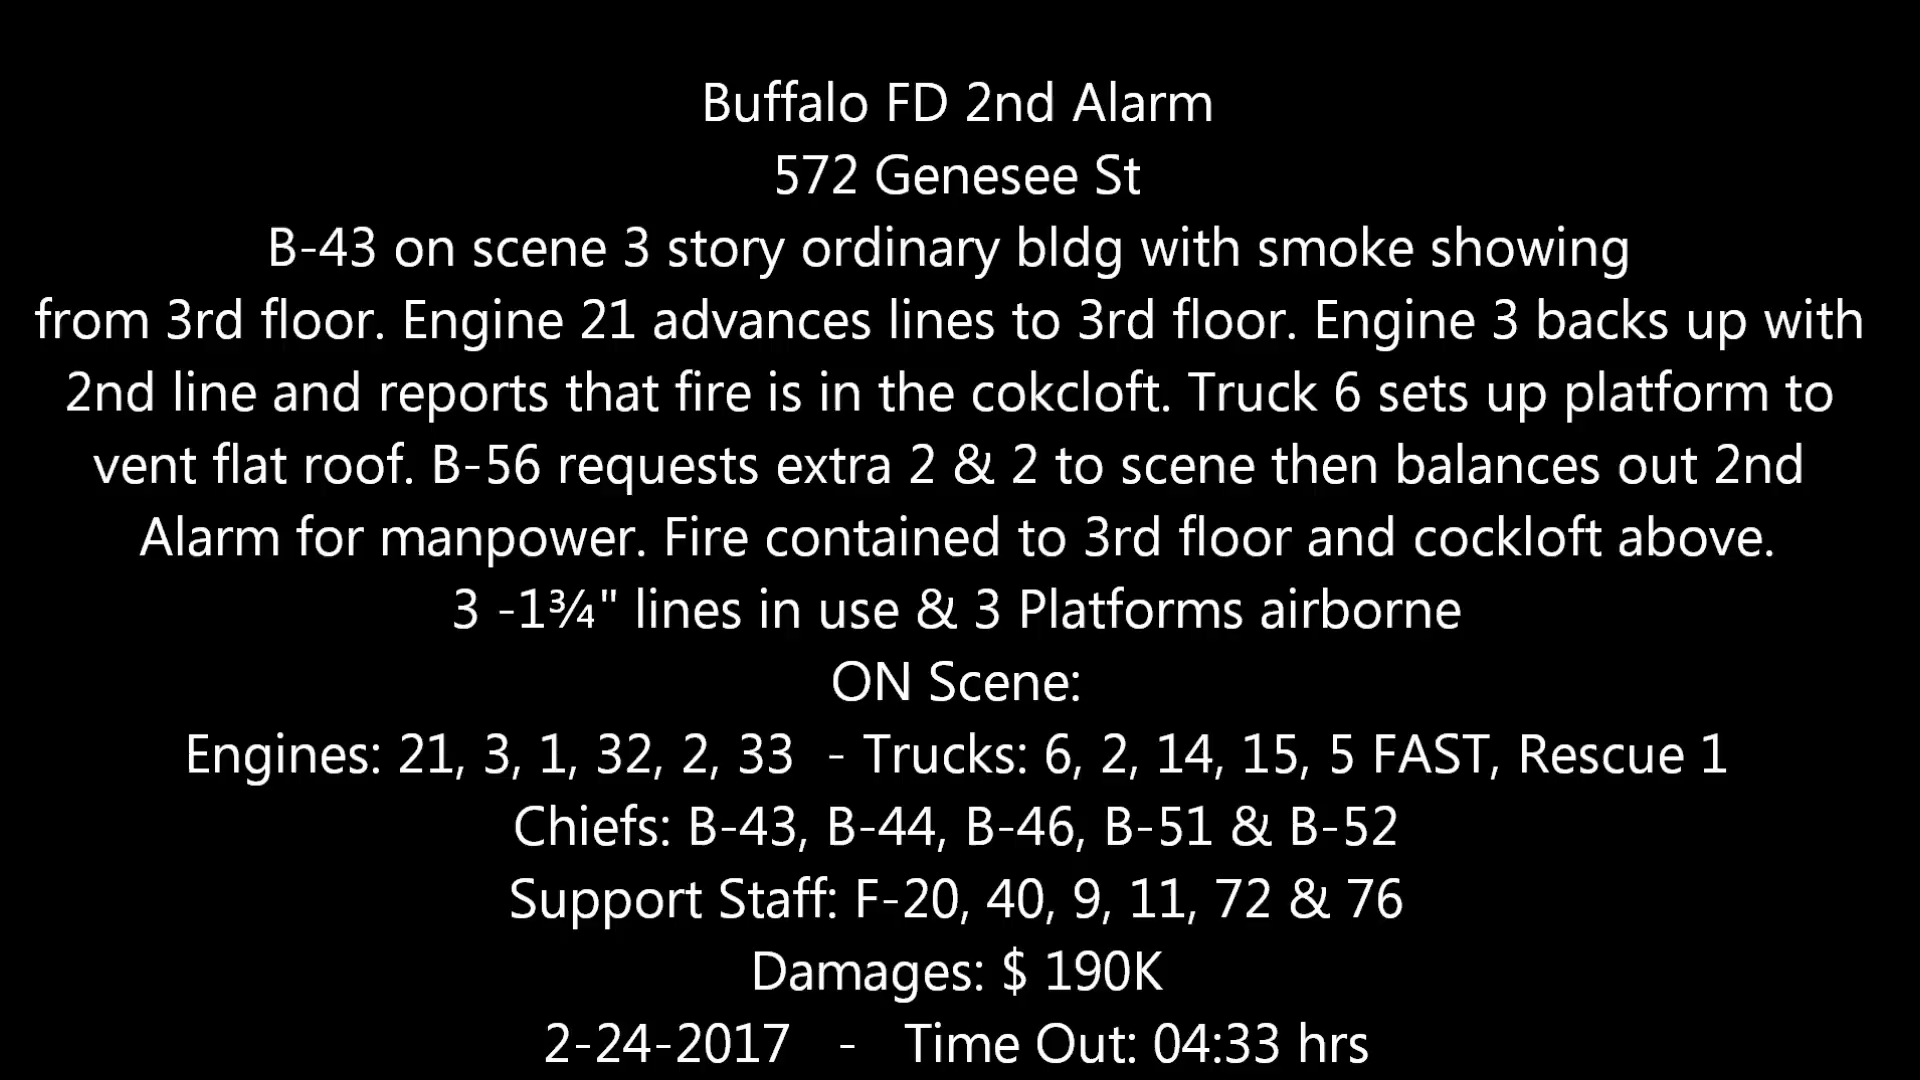 Buffalo FD 2nd Alarm
572 Genesee St
B-43 on scene 3 story ordinary bldg with smoke showing
from 3rd floor. Engine 21 advances lines to 3rd floor. Engine 3 backs up with
2nd line and reports that fire is in the cokcloft. Truck 6 sets up platform to
vent flat roof. B-56 requests extra 2 & 2 to scene then balances out 2nd
Alarm for manpower. Fire contained to 3rd floor and cockloft above.
3 -1¾" lines in use & 3 Platforms airborne
ON Scene:
Engines: 21, 3, 1, 32, 2, 33  - Trucks: 6, 2, 14, 15, 5 FAST, Rescue 1
Chiefs: B-43, B-44, B-46, B-51 & B-52
Support Staff: F-20, 40, 9, 11, 72 & 76
Damages: $ 190K
2-24-2017   -   Time Out: 04:33 hrs